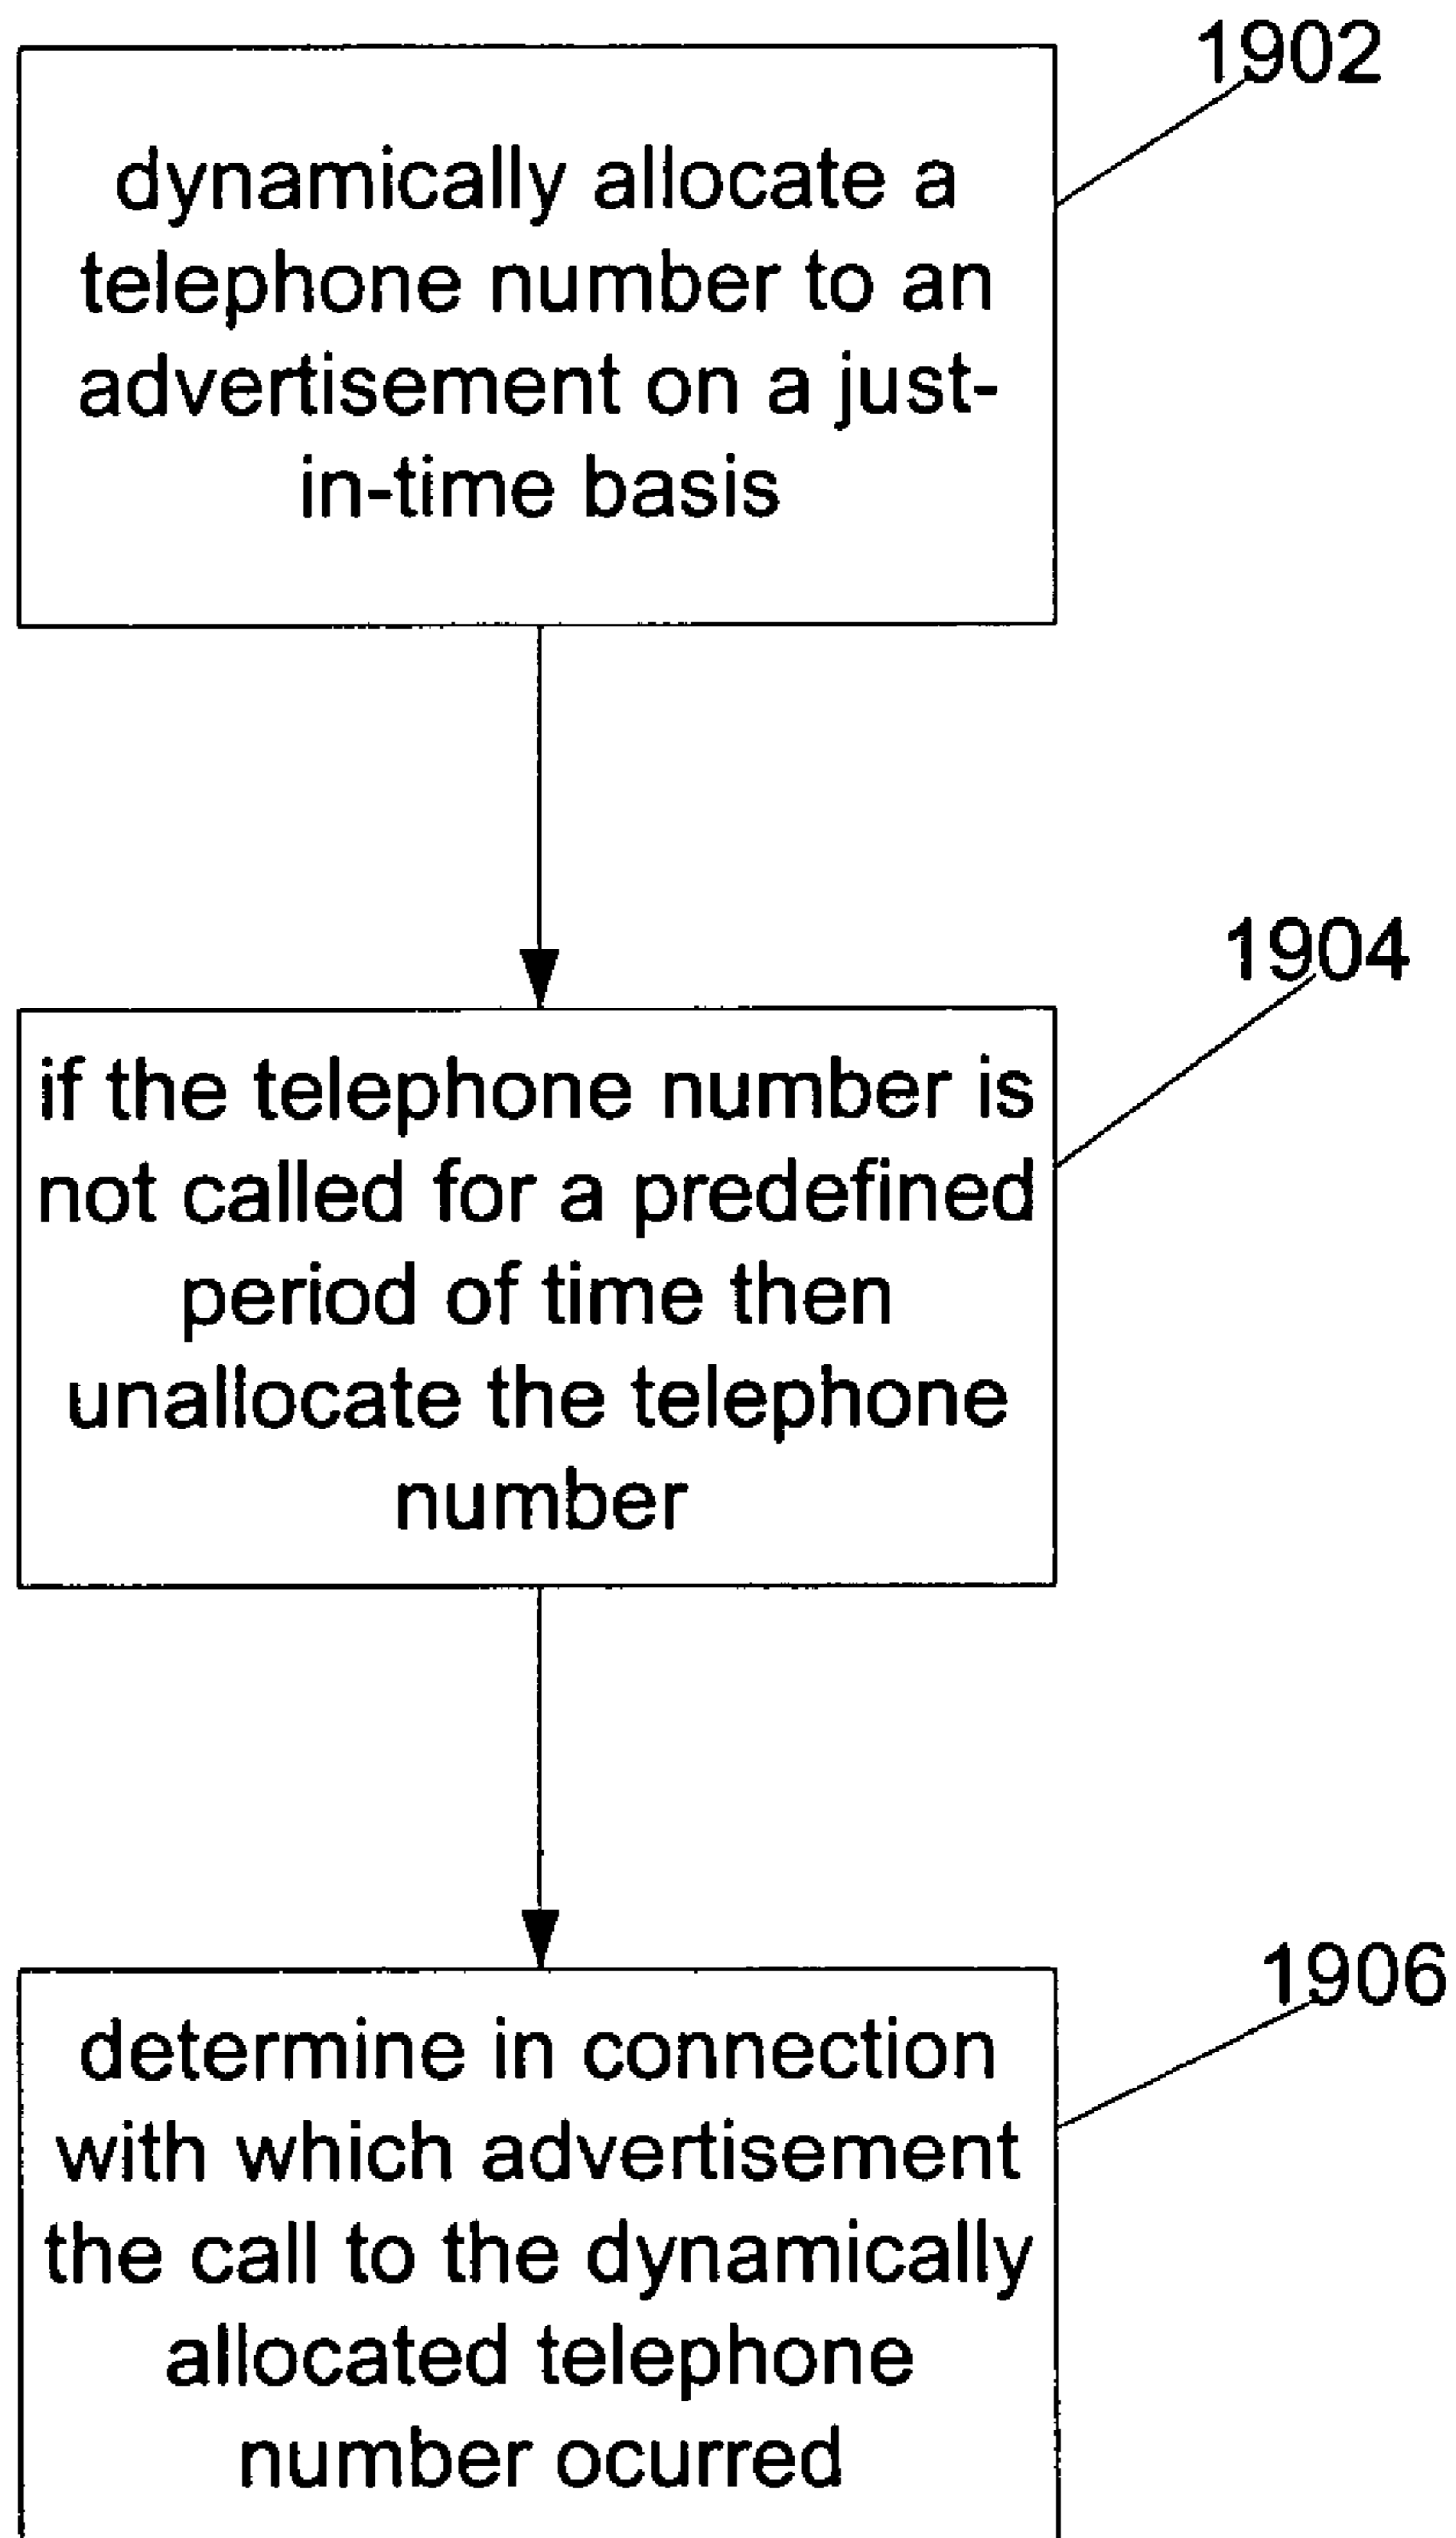 1902
dynamically allocate a
telephone number to an
advertisement on a just-
in-time basis
1904
if the telephone number is
not called for a predefined
period of time then
unallocate the telephone
number
1906
determine in connection
with which advertisement
the call to the dynamically
allocated telephone
number ocurred